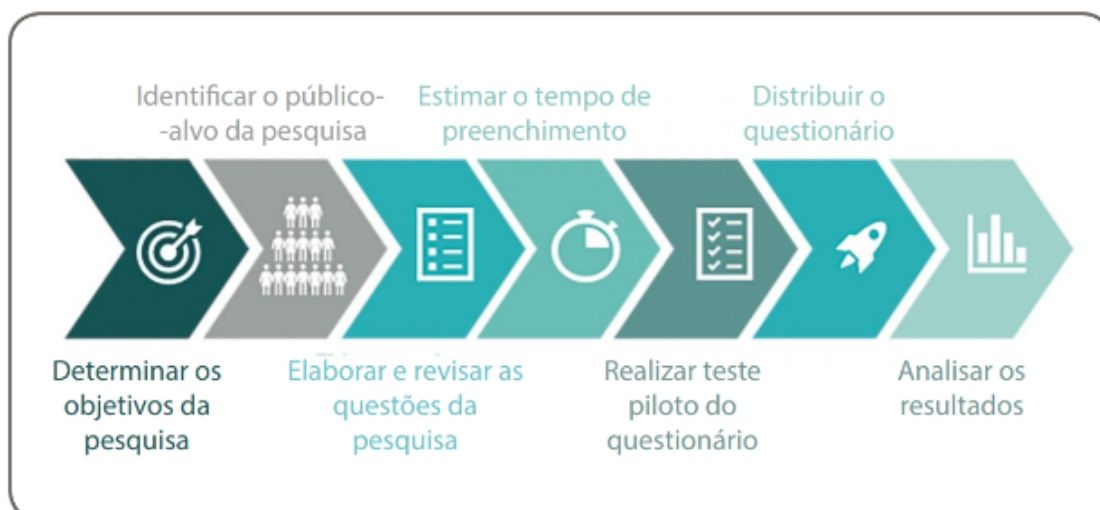 Identificar o público-
-alvo da pesquisa
Estimar o tempo de
preenchimento
Distribuir o
questionário
Determinar os
objetivos da
pesquisa
Elaborar e revisar as
questões da
pesquisa
Realizar teste
piloto do
questionário
Analisar os
resultados